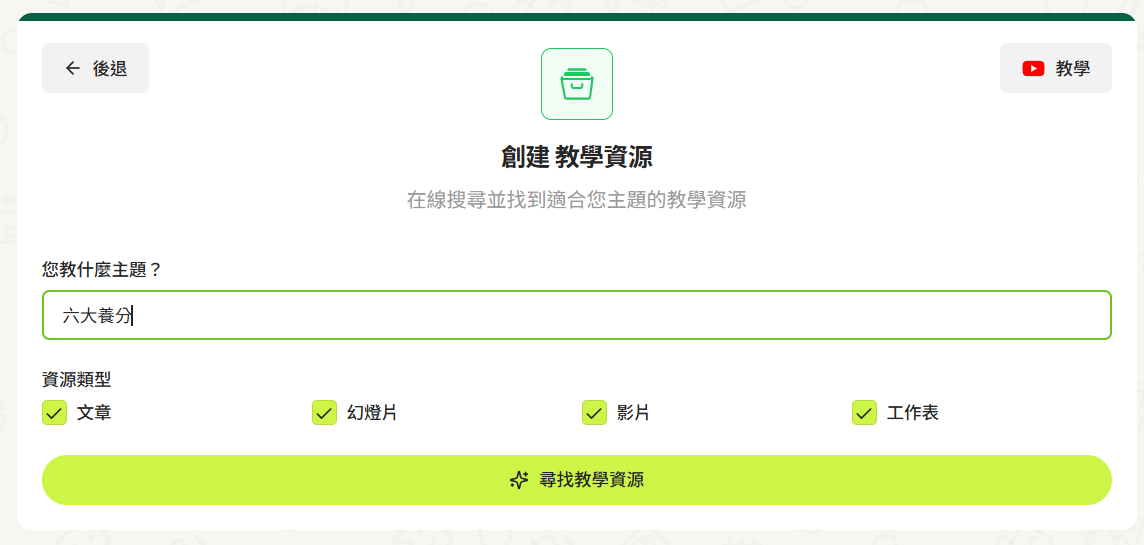 後退
教學
創建 教學資源
在線搜尋並找到適合您主題的教學資源
您教什麼主題？
六大養分
資源類型
文章
幻燈片
影片
工作表
尋找教學資源